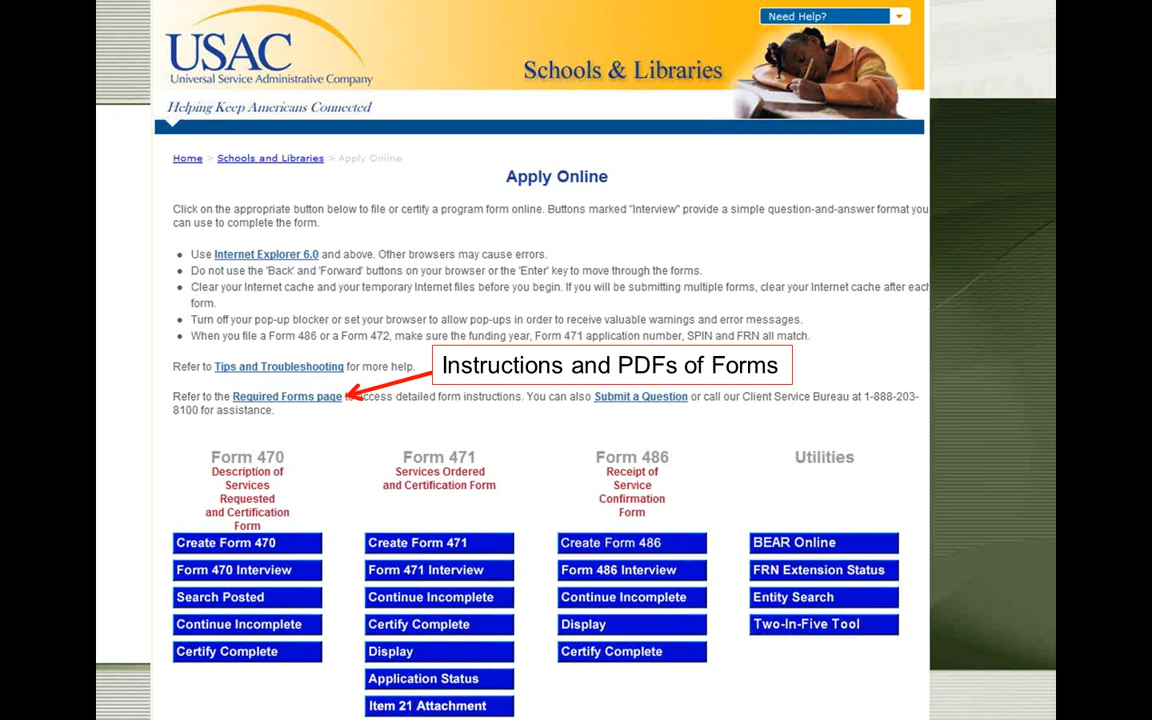 Need Help?
USAC
Universal Service Administrative Company
Schools & Libraries
Helping Keep Americans Connected
Home > Schools and Libraries > Apply Online
Apply Online
Click on the appropriate button below to file or certify a program form online. Buttons marked "Interview" provide a simple question-and-answer format you
can use to complete the form.
• Use Internet Explorer 6.0 and above. Other browsers may cause errors.
• Do not use the 'Back' and 'Forward' buttons on your browser or the 'Enter' key to move through the forms.
• Clear your Internet cache and your temporary Internet files before you begin. If you will be submitting multiple forms, clear your Internet cache after each
form.
• Turn off your pop-up blocker or set your browser to allow pop-ups in order to receive valuable warnings and error messages.
• When you file a Form 486 or a Form 472, make sure the funding year, Form 471 application number, SPIN and FRN all match.
Refer to Tips and Troubleshooting for more help.
Instructions and PDFs of Forms
Refer to the Required Forms page to access detailed form instructions. You can also Submit a Question or call our Client Service Bureau at 1-888-203-
8100 for assistance.
Form 470
Description of
Services
Requested
and Certification
Form
Create Form 470
Form 470 Interview
Search Posted
Continue Incomplete
Certify Complete
Form 471
Services Ordered
and Certification Form
Create Form 471
Form 471 Interview
Continue Incomplete
Certify Complete
Display
Application Status
Item 21 Attachment
Form 486
Receipt of
Service
Confirmation
Form
Create Form 486
Form 486 Interview
Continue Incomplete
Display
Certify Complete
Utilities
BEAR Online
FRN Extension Status
Entity Search
Two-In-Five Tool